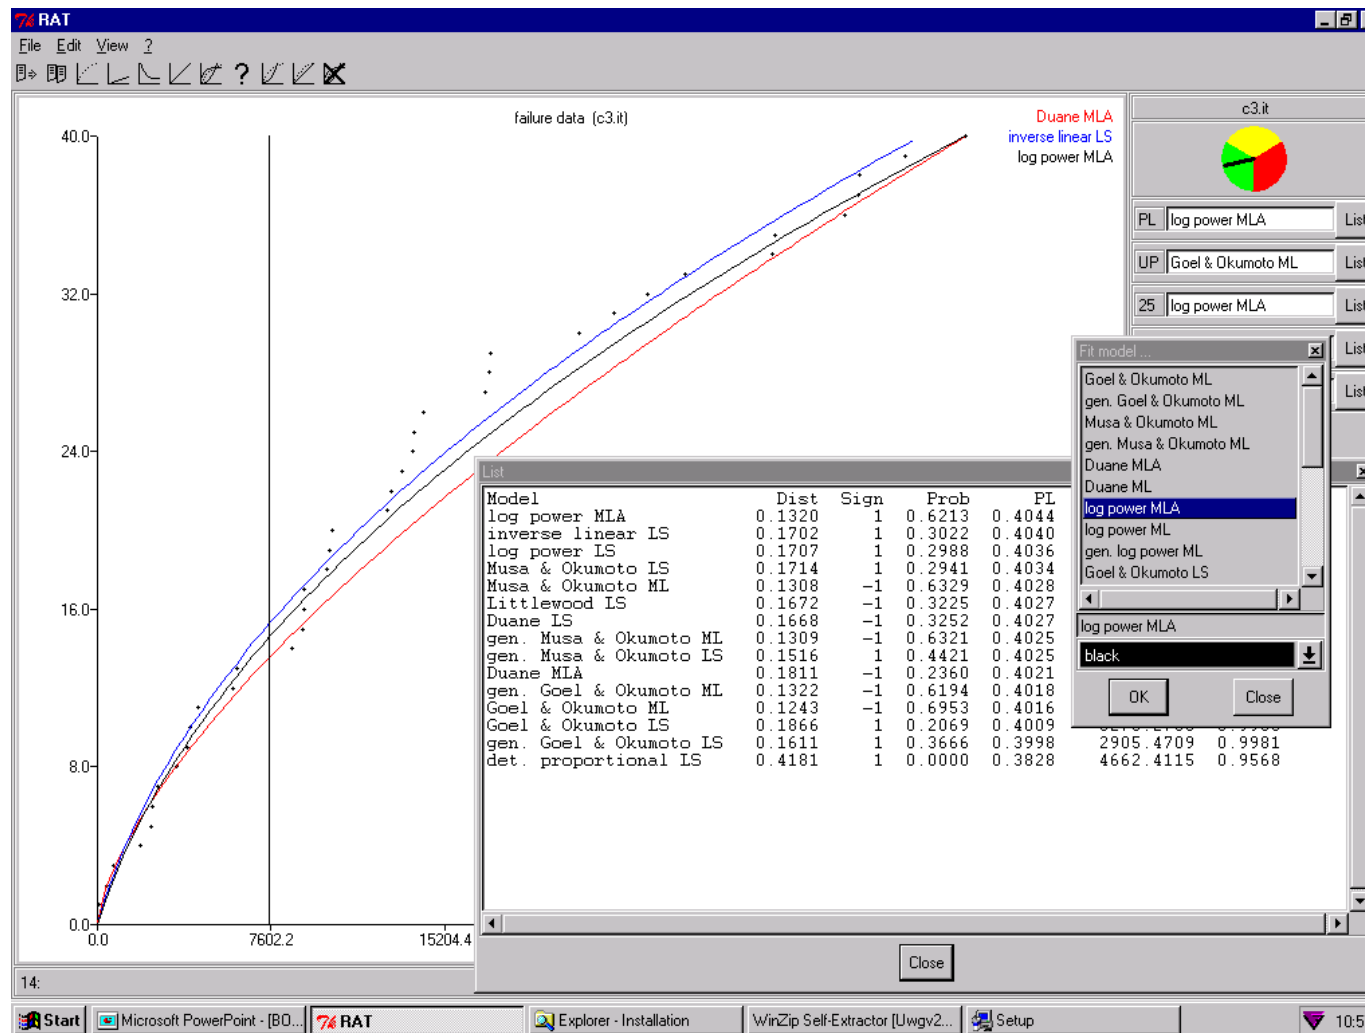 RAT
File Edit View ?
failure data (c3.it)
Duane MLA
inverse linear LS
log power MLA
40.0
32.0
24.0
16.0
8.0
0.0
0.0 7602.2 15204.4
14:
c3.it
PL log power MLA List
UP Goel & Okumoto ML List
25 log power MLA List
List
List
Fit model ...
Goel & Okumoto ML
gen. Goel & Okumoto ML
Musa & Okumoto ML
gen. Musa & Okumoto ML
Duane MLA
Duane ML
log power MLA
log power ML
gen. log power ML
Goel & Okumoto LS
log power MLA
black
OK Close
List
Model Dist Sign Prob PL
log power MLA 0.1320 1 0.6213 0.4044
inverse linear LS 0.1702 1 0.3022 0.4040
log power LS 0.1707 1 0.2988 0.4036
Musa & Okumoto LS 0.1714 1 0.2941 0.4034
Musa & Okumoto ML 0.1308 -1 0.6329 0.4028
Littlewood LS 0.1672 -1 0.3225 0.4027
Duane LS 0.1668 -1 0.3252 0.4027
gen. Musa & Okumoto ML 0.1309 -1 0.6321 0.4025
gen. Musa & Okumoto LS 0.1516 1 0.4421 0.4025
Duane MLA 0.1811 -1 0.2360 0.4021
gen. Goel & Okumoto ML 0.1322 -1 0.6194 0.4018
Goel & Okumoto ML 0.1243 -1 0.6953 0.4016
Goel & Okumoto LS 0.1866 1 0.2069 0.4009
gen. Goel & Okumoto LS 0.1611 1 0.3666 0.3998 2905.4709 0.9981
det. proportional LS 0.4181 1 0.0000 0.3828 4662.4115 0.9568
Close
Start Microsoft PowerPoint - [BO... RAT Explorer - Installation WinZip Self-Extractor [Uwgv2... Setup 10:5